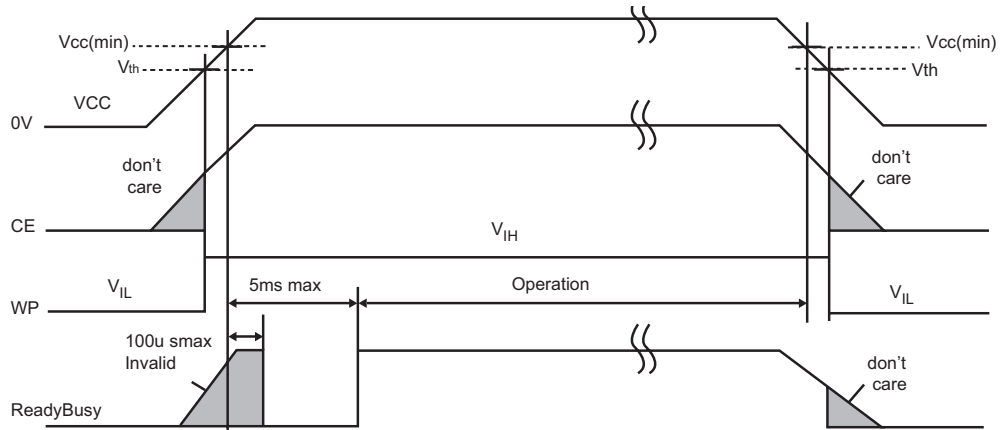 Vcc(min)
Vcc(min)
Vth
Vth
VCC
0V
don't
care
don't
care
CE
VIH
VIL
5ms max
Operation
VIL
WP
100u smax
Invalid
don't
care
ReadyBusy